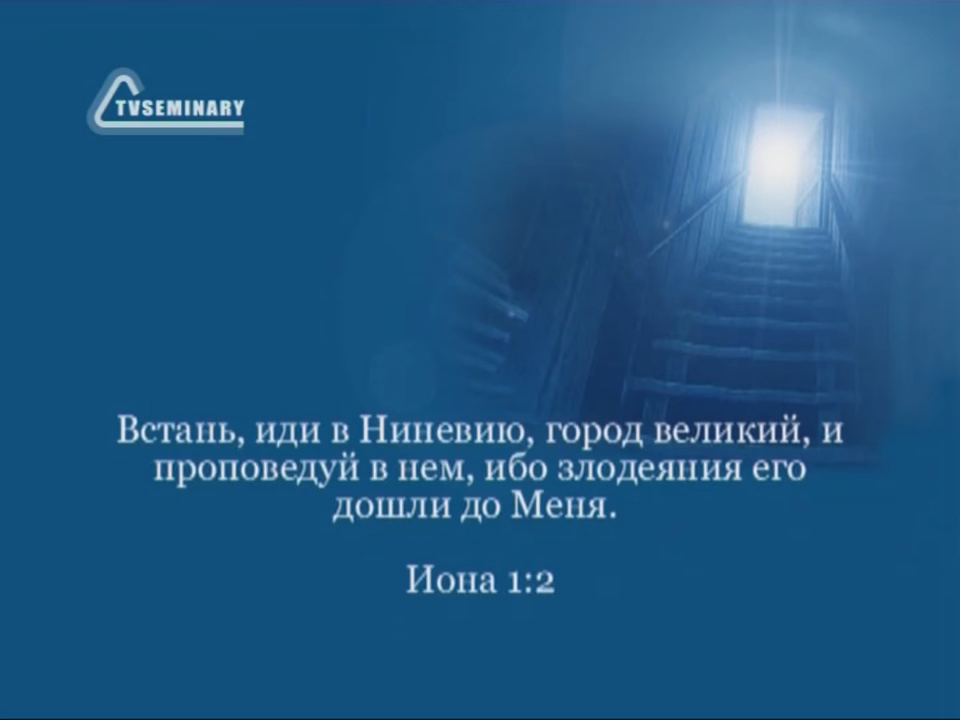 TVSEMINARY
Встань, иди в Ниневию, город великий, и
проповедуй в нем, ибо злодеяния его
дошли до Меня.
Иона 1:2